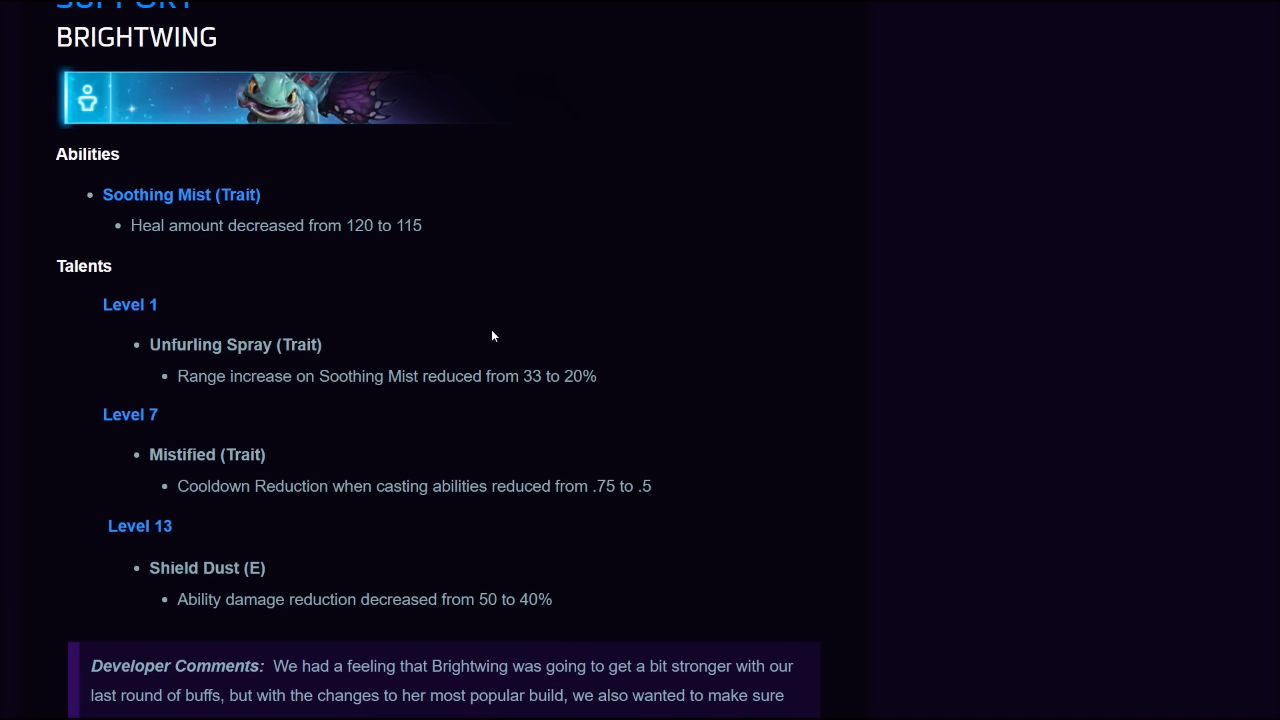 SUPPORT
BRIGHTWING
Abilities
Soothing Mist (Trait)
Heal amount decreased from 120 to 115
Talents
Level 1
Unfurling Spray (Trait)
Range increase on Soothing Mist reduced from 33 to 20%
Level 7
Mistified (Trait)
Cooldown Reduction when casting abilities reduced from .75 to .5
Level 13
Shield Dust (E)
Ability damage reduction decreased from 50 to 40%
Developer Comments: We had a feeling that Brightwing was going to get a bit stronger with our
last round of buffs, but with the changes to her most popular build, we also wanted to make sure